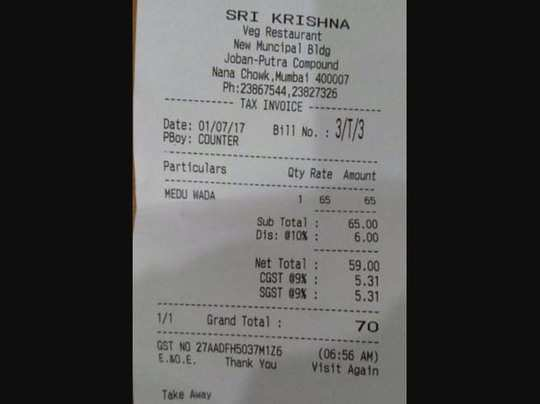 SRI KRISHNA
Veg Restaurant
New Muncipal Bldg
Joban-Putra Compound
Nana Chowk,Mumbai 400007
Ph:23867544,23827326
TAX INVOICE
Date: 01/07/17 Bill No. : 3/T/3
PBoy: COUNTER
Particulars Qty Rate Amount
MEDU WADA 1 65 65
Sub Total : 65.00
Dis: @10% : 6.00
Net Total : 59.00
CGST @9% : 5.31
SGST @9% : 5.31
1/1 Grand Total : 70
GST NO 27AADFH5037M1Z6 (06:56 AM)
E.&O.E. Thank You Visit Again
Take Away